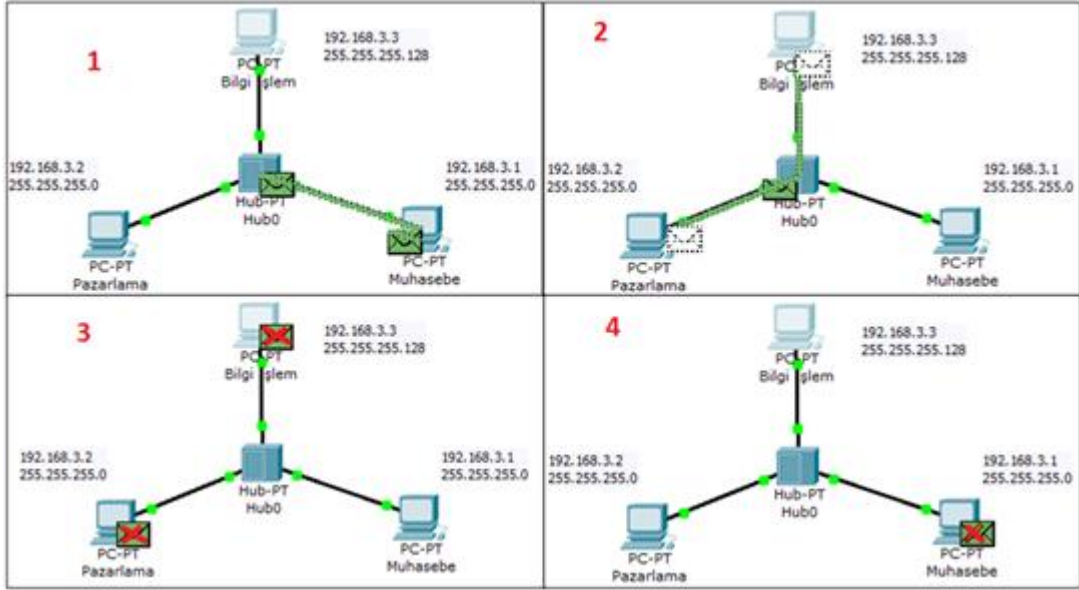 1
192.168.3.3
255.255.255.128
PC-PT
Bilgi İşlem
192.168.3.2
255.255.255.0
192.168.3.1
255.255.255.0
Hub-PT
Hub0
PC-PT
Pazarlama
PC-PT
Muhasebe
2
192.168.3.3
255.255.255.128
Bilgi İşlem
192.168.3.2
255.255.255.0
192.168.3.1
255.255.255.0
Hub-PT
Hub0
PC-PT
Pazarlama
PC-PT
Muhasebe
3
192.168.3.3
255.255.255.128
PC-PT
Bilgi İşlem
192.168.3.2
255.255.255.0
192.168.3.1
255.255.255.0
Hub-PT
Hub0
PC-PT
Pazarlama
PC-PT
Muhasebe
4
192.168.3.3
255.255.255.128
PC-PT
Bilgi İşlem
192.168.3.2
255.255.255.0
192.168.3.1
255.255.255.0
Hub-PT
Hub0
PC-PT
Pazarlama
PC-PT
Muhasebe